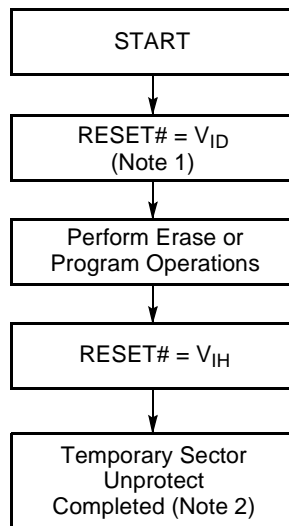 START
RESET# = VID
(Note 1)
Perform Erase or
Program Operations
RESET# = VIH
Temporary Sector
Unprotect
Completed (Note 2)